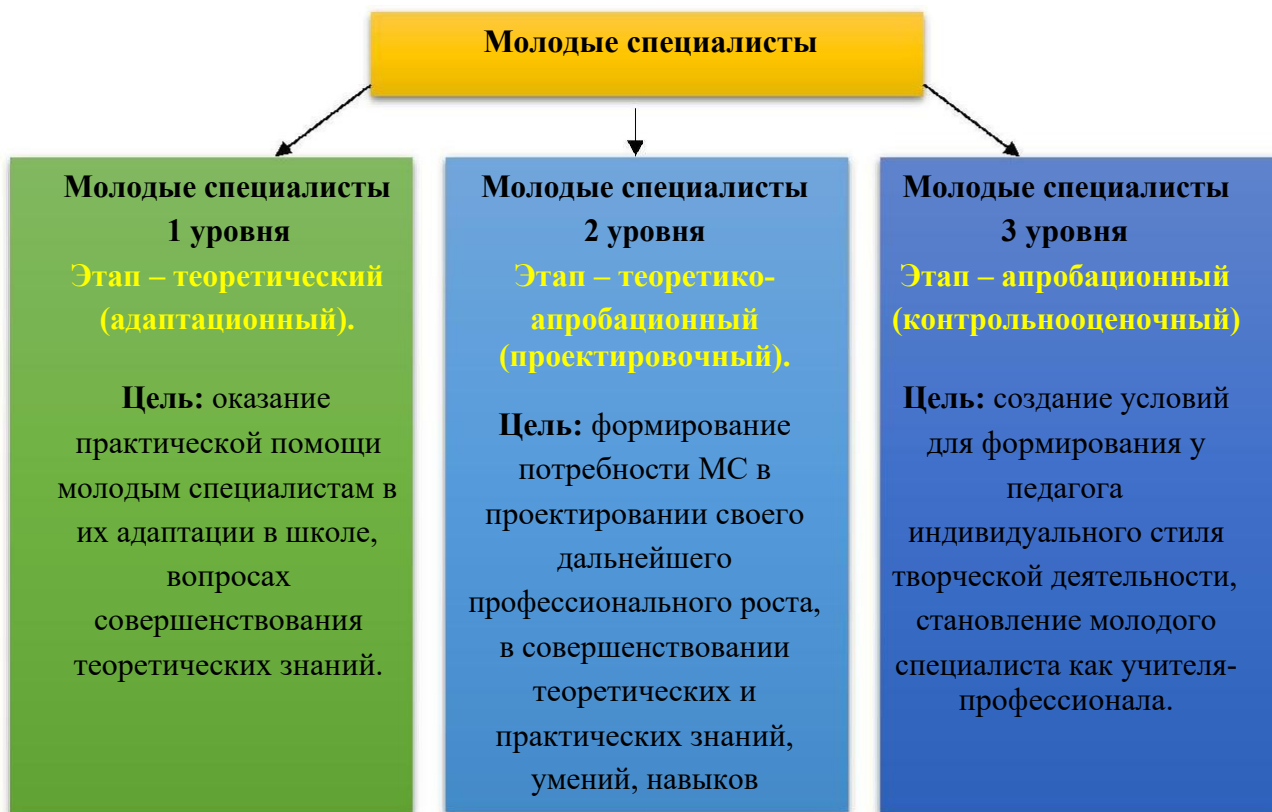 Молодые специалисты
Молодые специалисты
1 уровня
Этап – теоретический
(адаптационный).
Цель: оказание
практической помощи
молодым специалистам в
их адаптации в школе,
вопросах
совершенствования
теоретических знаний.
Молодые специалисты
2 уровня
Этап – теоретико-
апробационный
(проектировочный).
Цель: формирование
потребности МС в
проектировании своего
дальнейшего
профессионального роста,
в совершенствовании
теоретических и
практических знаний,
умений, навыков
Молодые специалисты
3 уровня
Этап – апробационный
(контрольнооценочный)
Цель: создание условий
для формирования у
педагога
индивидуального стиля
творческой деятельности,
становление молодого
специалиста как учителя-
профессионала.